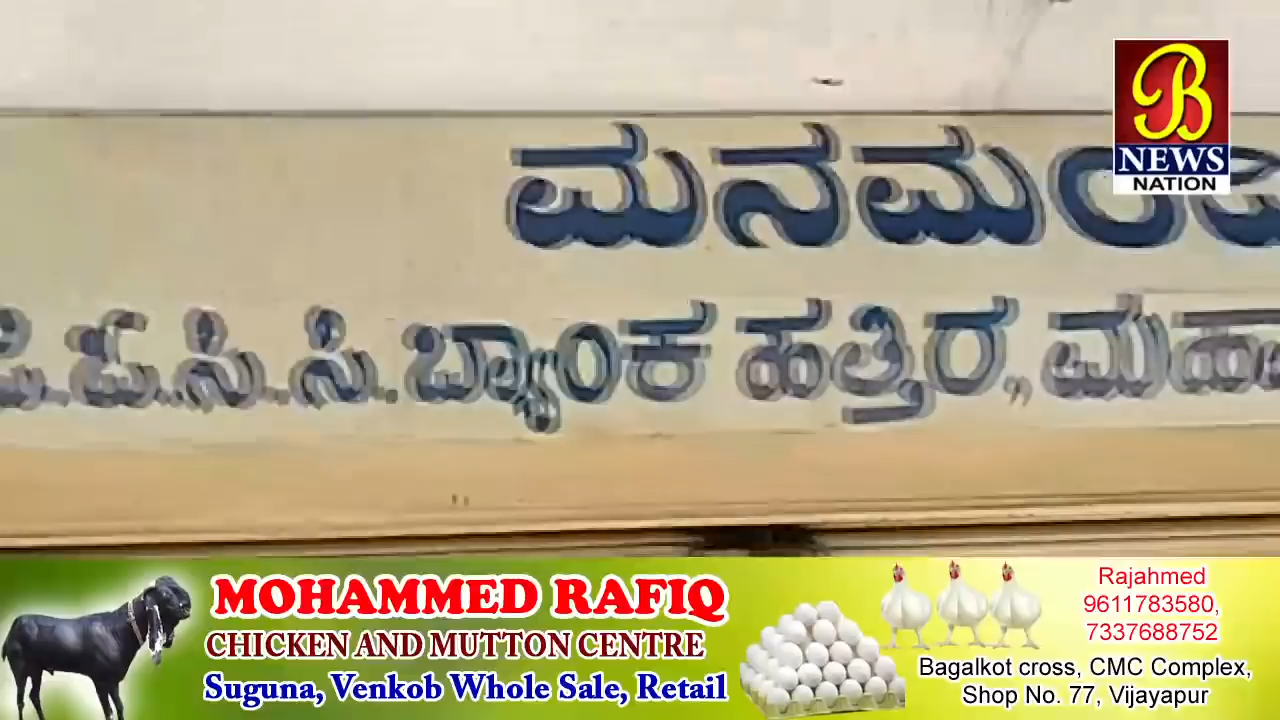 B
NEWS
NATION
ಬ್ಯಾಂಕ ಹತ್ತಿರ,
MOHAMMED RAFIQ
CHICKEN AND MUTTON CENTRE
Suguna, Venkob Whole Sale, Retail
Rajahmed
9611783580,
7337688752
Bagalkot cross, CMC Complex,
Shop No. 77, Vijayapur